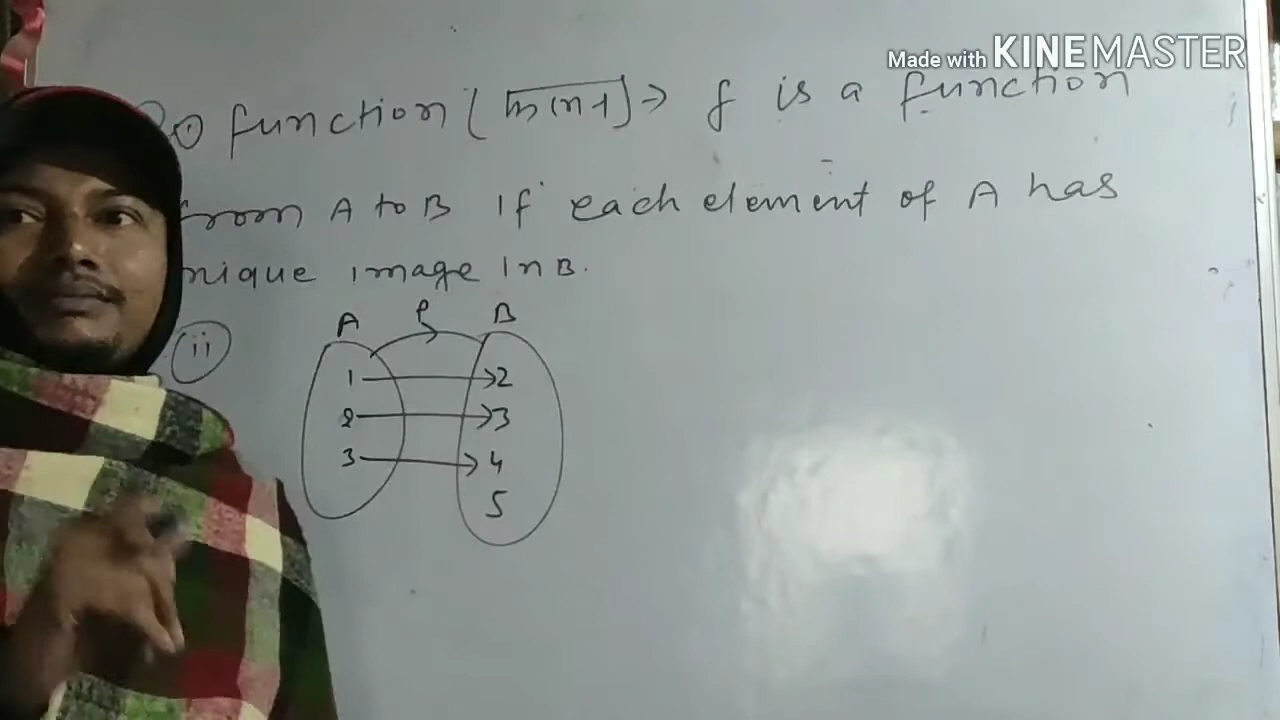 Made with KINEMASTER
function ( ) → f is a function
from A to B If each element of A has
nique image In B.
ii
A f B
1 → 2
2 → 3
3 → 4
5